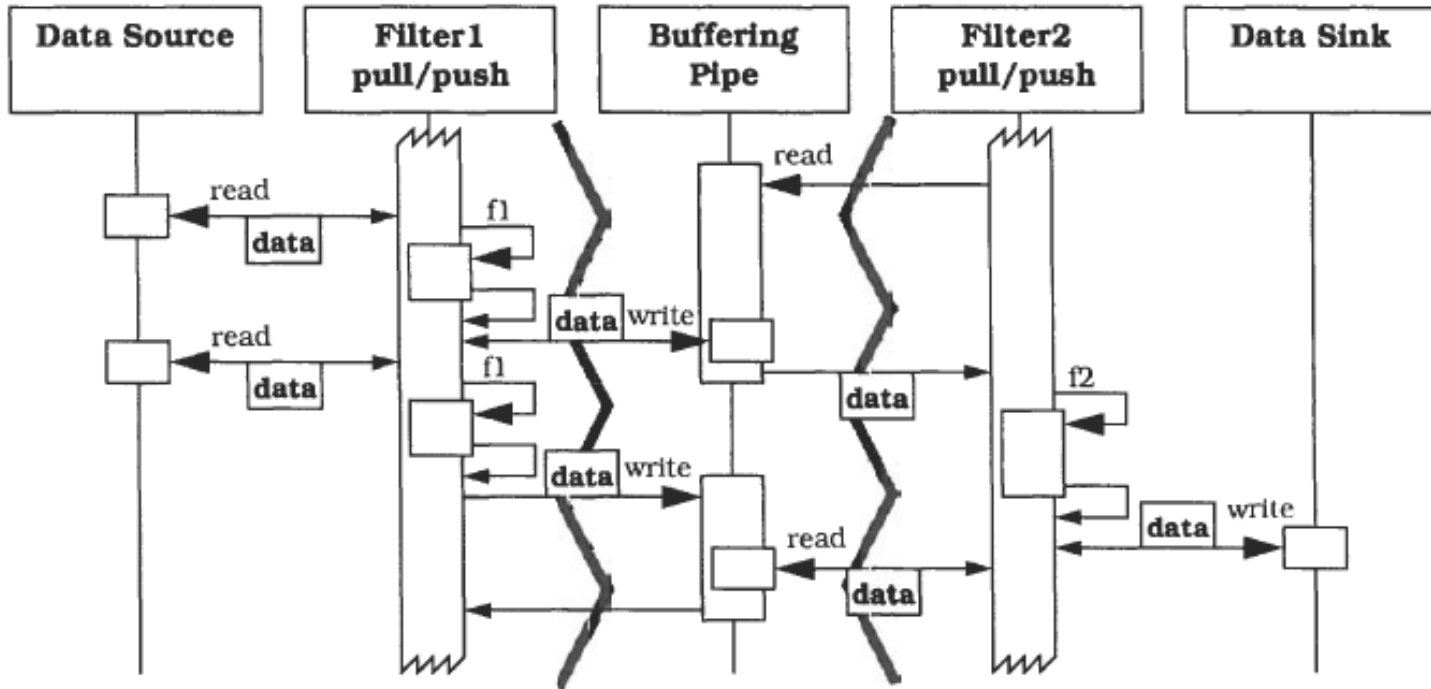 Data Source
Filter1
pull/push
Buffering
Pipe
Filter2
pull/push
Data Sink
read
read
data
f1
data
write
read
data
f1
data
f2
data
write
data
write
read
data